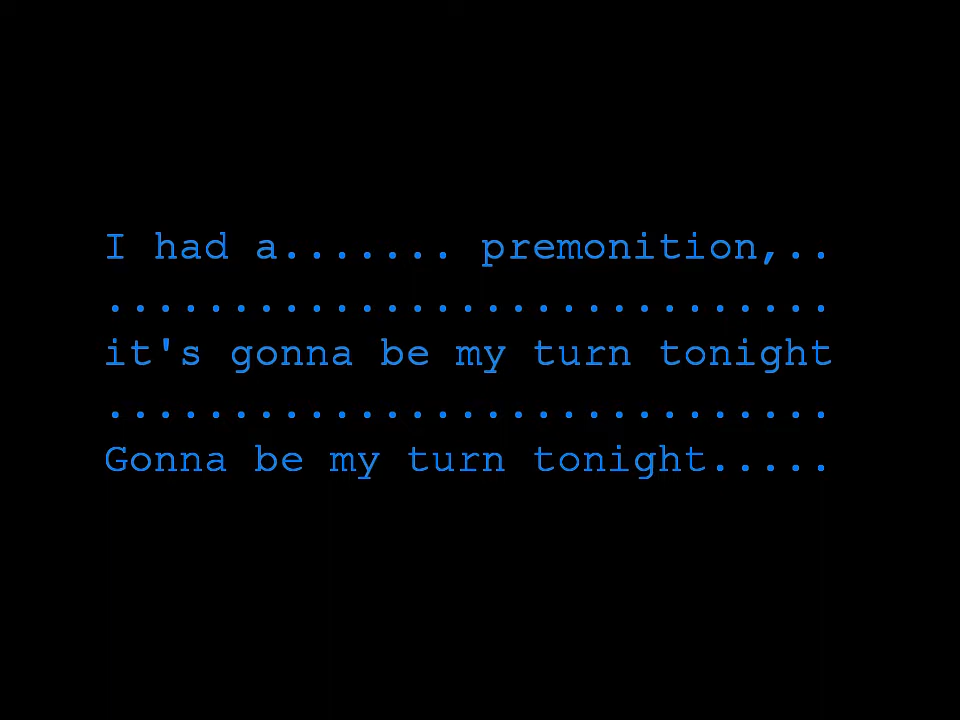 I had a....... premonition,..
.............................
it's gonna be my turn tonight
.............................
Gonna be my turn tonight.....